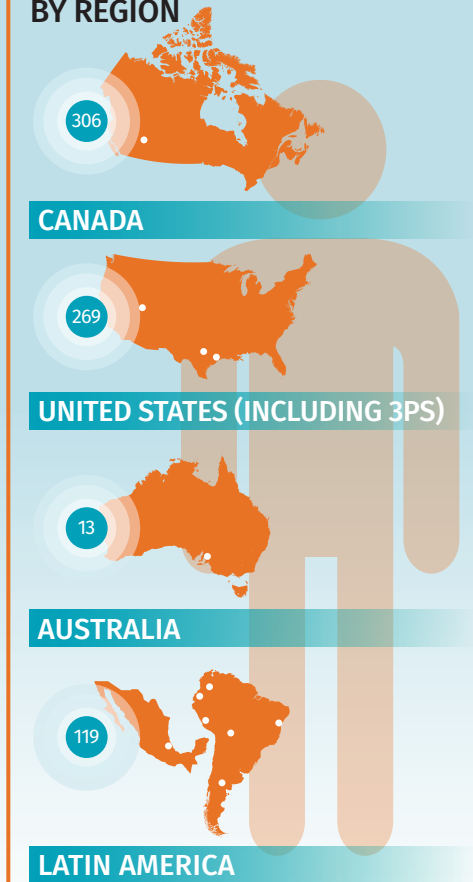 BY REGION
306
CANADA
269
UNITED STATES (INCLUDING 3PS)
13
AUSTRALIA
119
LATIN AMERICA